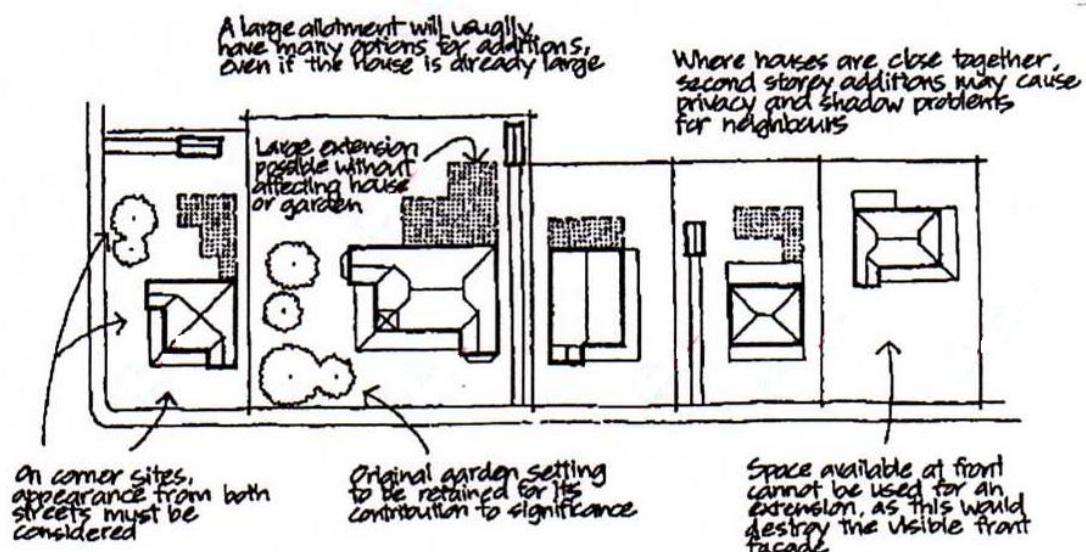 A large allotment will usually
have many options for additions,
even if the house is already large
Where houses are close together,
second storey additions may cause
privacy and shadow problems
for neighbours
Large extension
possible without
affecting house
or garden
On corner sites,
appearance from both
streets must be
considered
Original garden setting
to be retained for its
contribution to significance
Space available at front
cannot be used for an
extension, as this would
destroy the visible front
facade